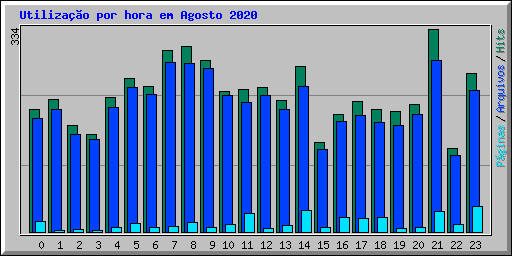 Utilização por hora em Agosto 2020
334
Páginas / Arquivos / Hits
0 1 2 3 4 5 6 7 8 9 10 11 12 13 14 15 16 17 18 19 20 21 22 23